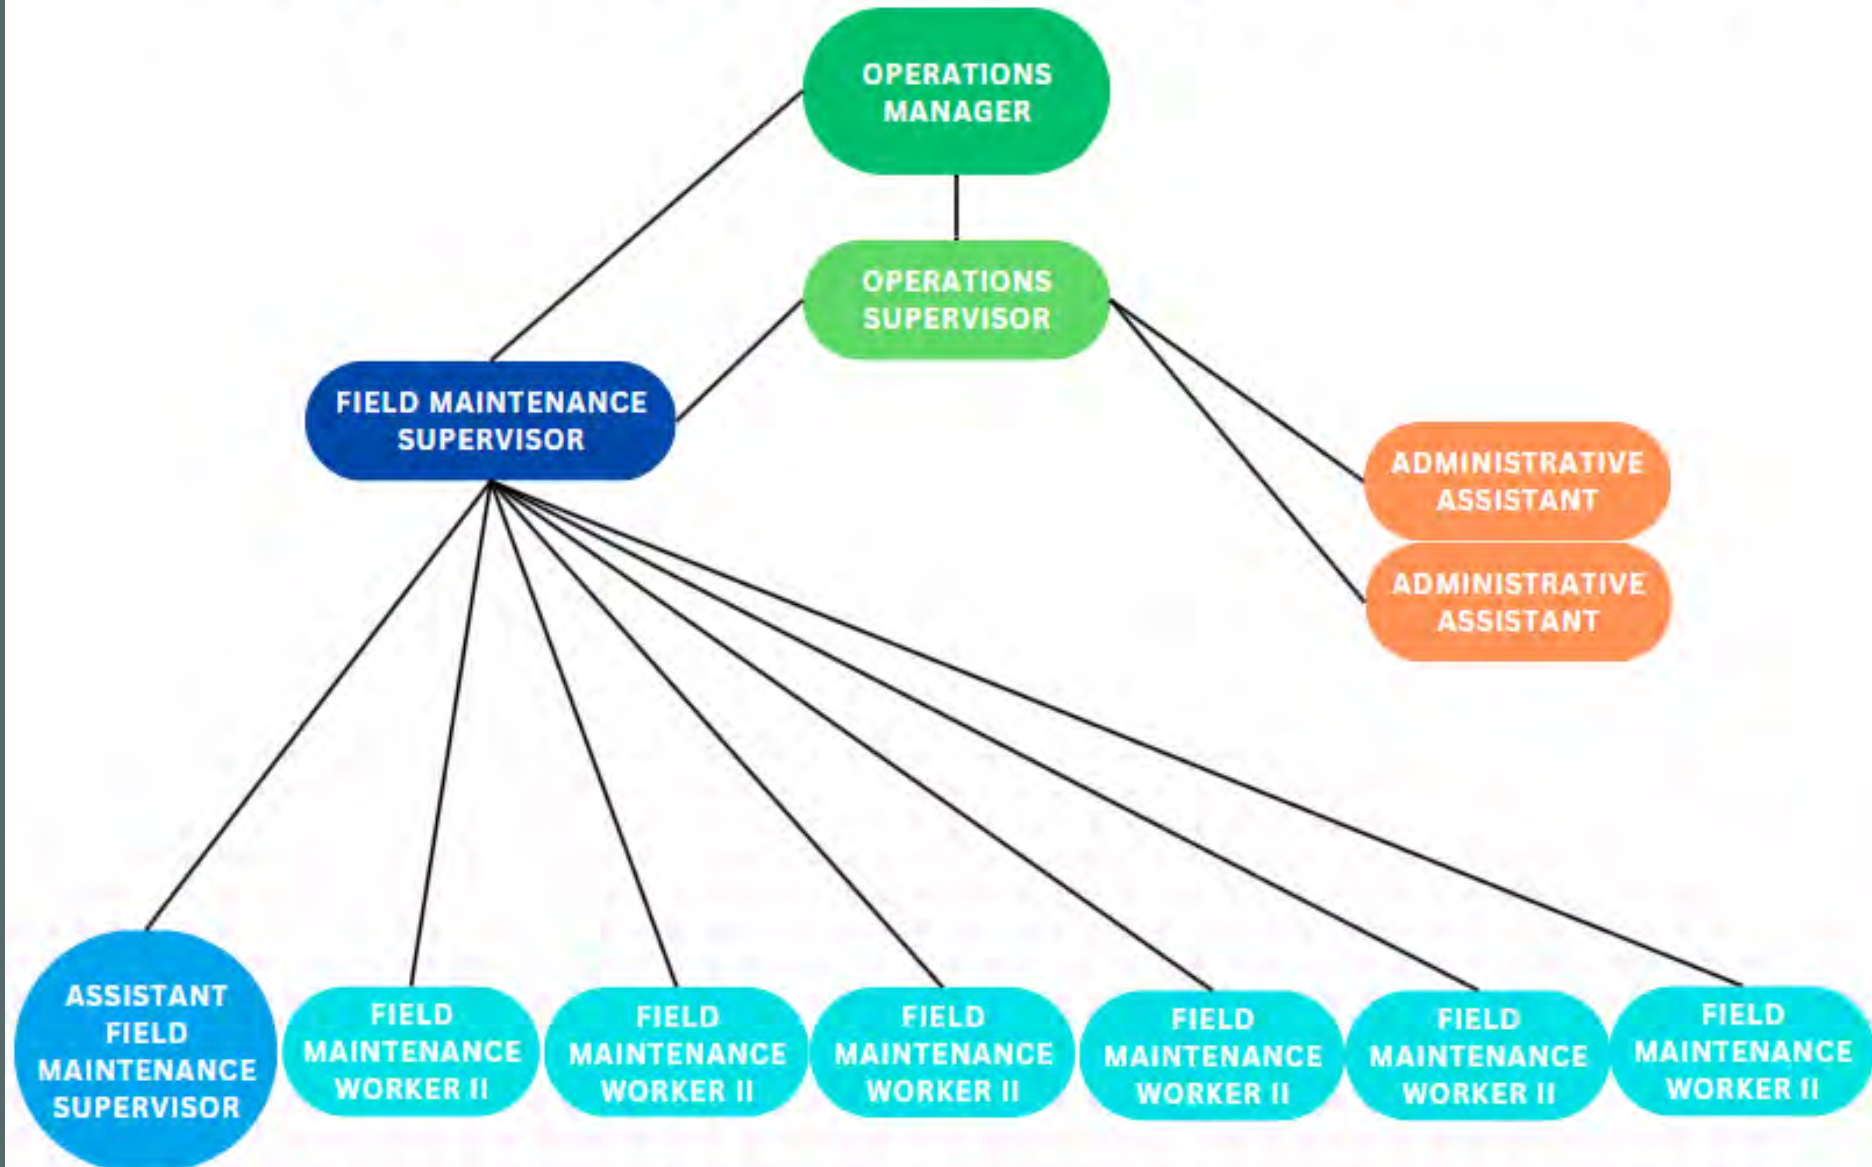 OPERATIONS
MANAGER
OPERATIONS
SUPERVISOR
FIELD MAINTENANCE
SUPERVISOR
ADMINISTRATIVE
ASSISTANT
ADMINISTRATIVE
ASSISTANT
ASSISTANT
FIELD
MAINTENANCE
SUPERVISOR
FIELD
MAINTENANCE
WORKER II
FIELD
MAINTENANCE
WORKER II
FIELD
MAINTENANCE
WORKER II
FIELD
MAINTENANCE
WORKER II
FIELD
MAINTENANCE
WORKER II
FIELD
MAINTENANCE
WORKER II